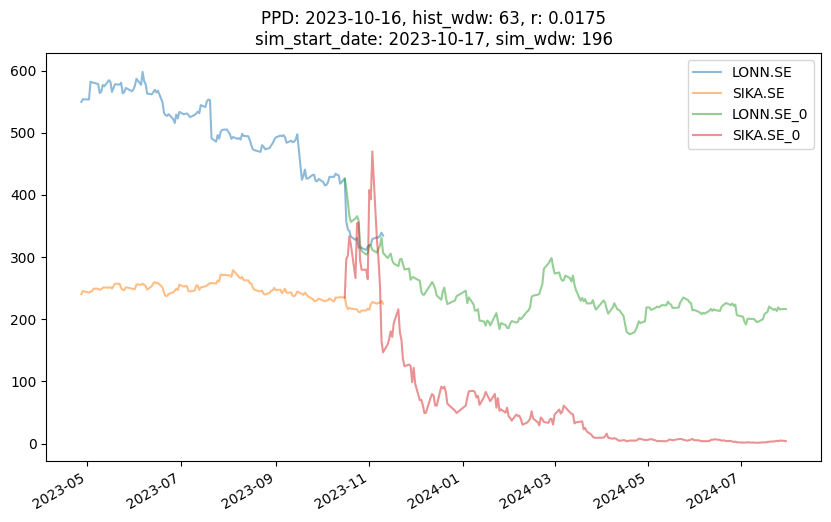 PPD: 2023-10-16, hist_wdw: 63, r: 0.0175
sim_start_date: 2023-10-17, sim_wdw: 196
LONN.SE
SIKA.SE
LONN.SE_0
SIKA.SE_0
600
500
400
300
200
100
0
2023-05
2023-07
2023-09
2023-11
2024-01
2024-03
2024-05
2024-07